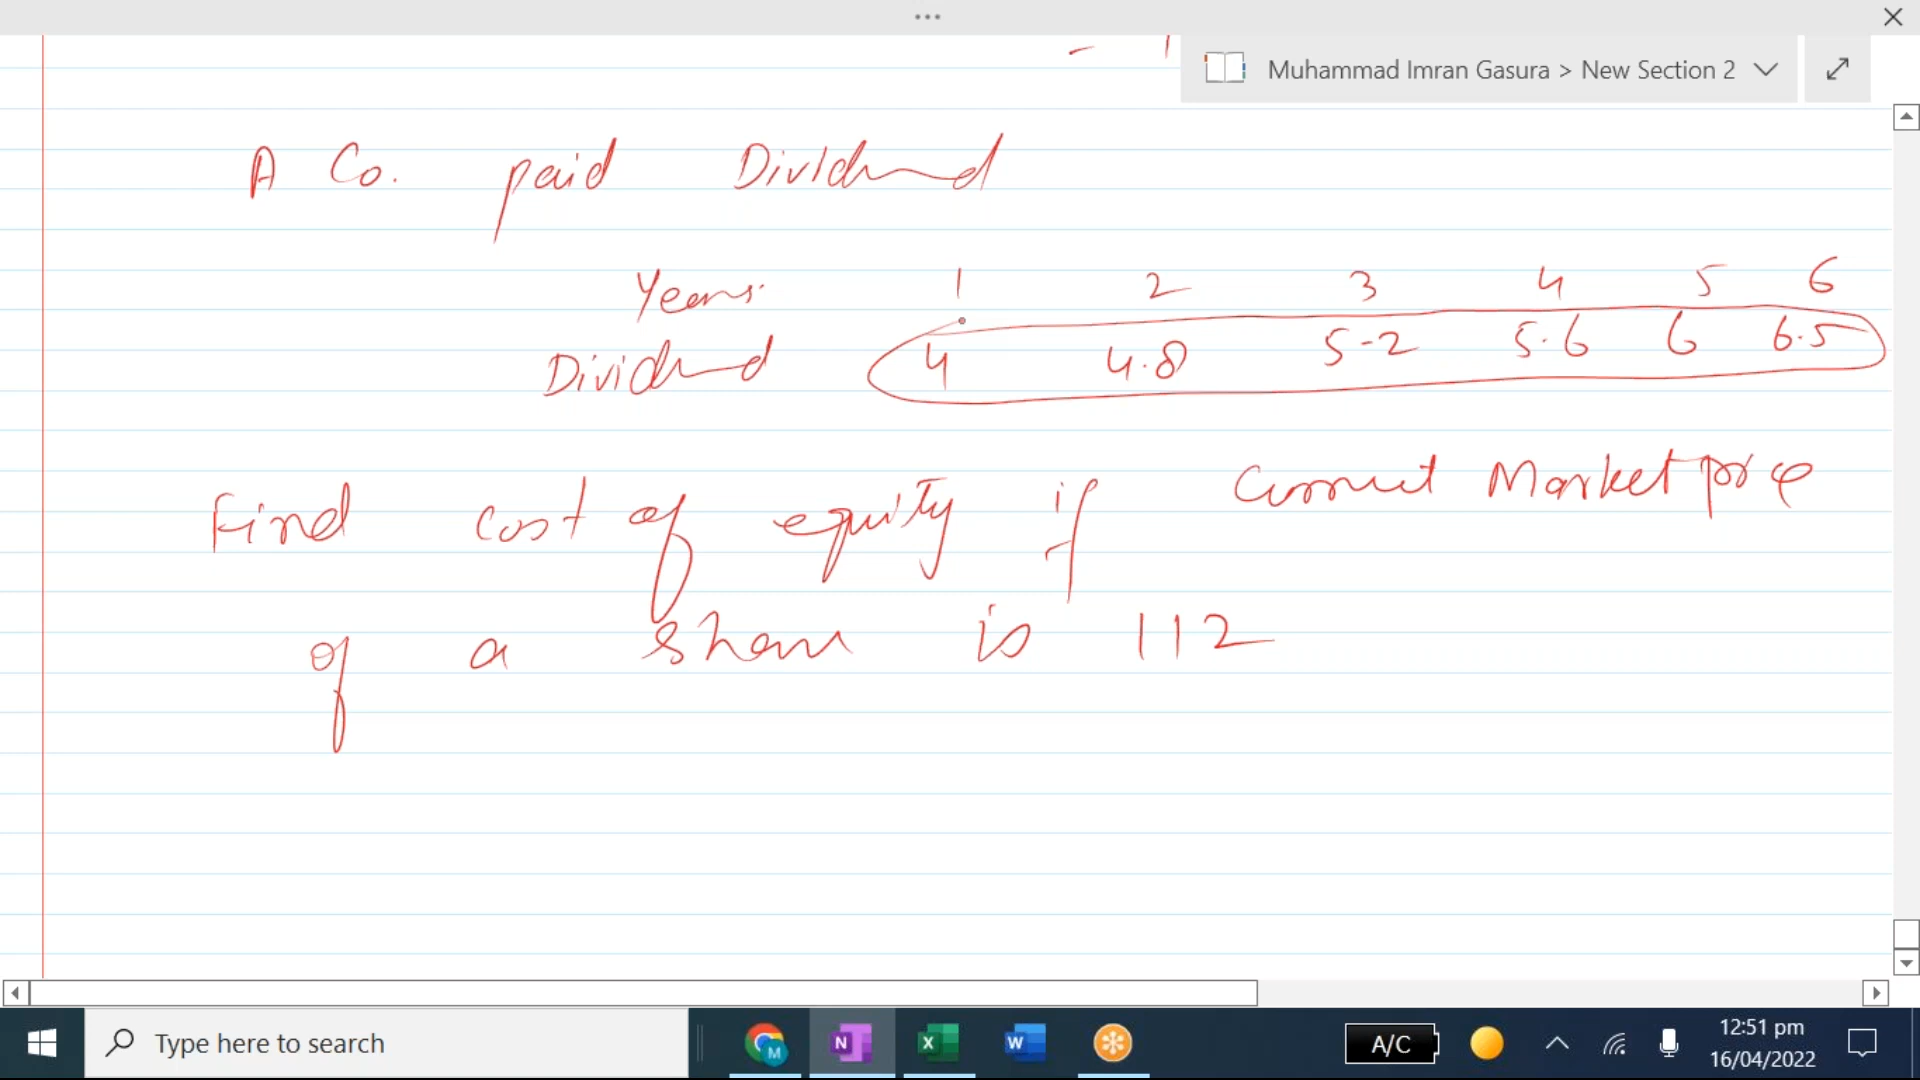 Muhammad Imran Gasura > New Section 2
A Co. paid Dividend
Years 1 2 3 4 5 6
Dividend 4 4.8 5.2 5.6 6 6.5
Find cost of equity if Current Market price
of a share is 112
Type here to search
A/C
12:51 pm
16/04/2022